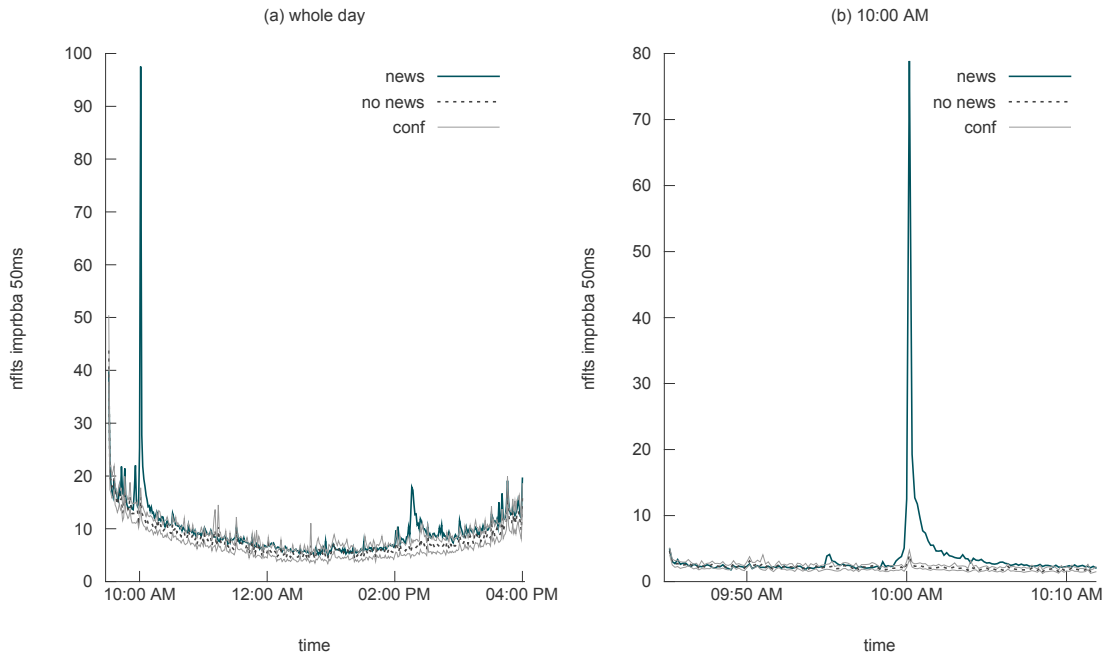 (a) whole day
nflts imprbba 50ms
100
90
80
70
60
50
40
30
20
10
0
news
no news
conf
10:00 AM
12:00 AM
02:00 PM
04:00 PM
time
(b) 10:00 AM
nflts imprbba 50ms
80
70
60
50
40
30
20
10
0
news
no news
conf
09:50 AM
10:00 AM
10:10 AM
time